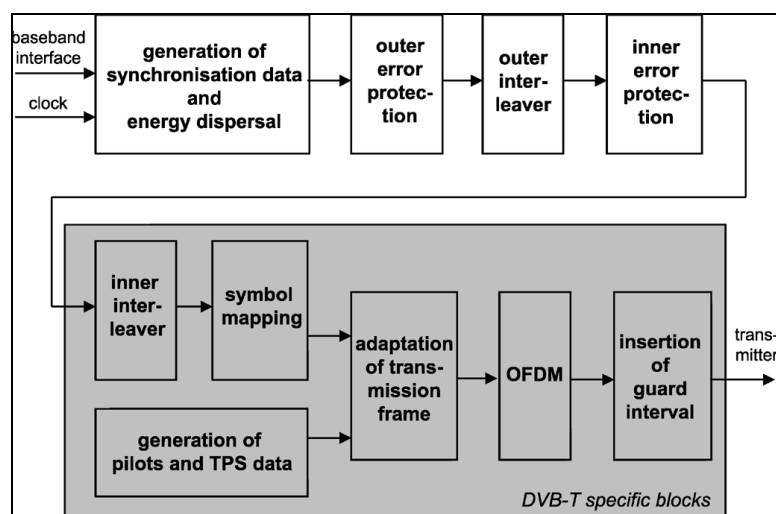 baseband
interface
clock
generation of
synchronisation data
and
energy dispersal
outer
error
protec-
tion
outer
inter-
leaver
inner
error
protec-
tion
inner
inter-
leaver
symbol
mapping
generation of
pilots and TPS data
adaptation
of trans-
mission
frame
OFDM
insertion
of
guard
interval
trans-
mitter
DVB-T specific blocks